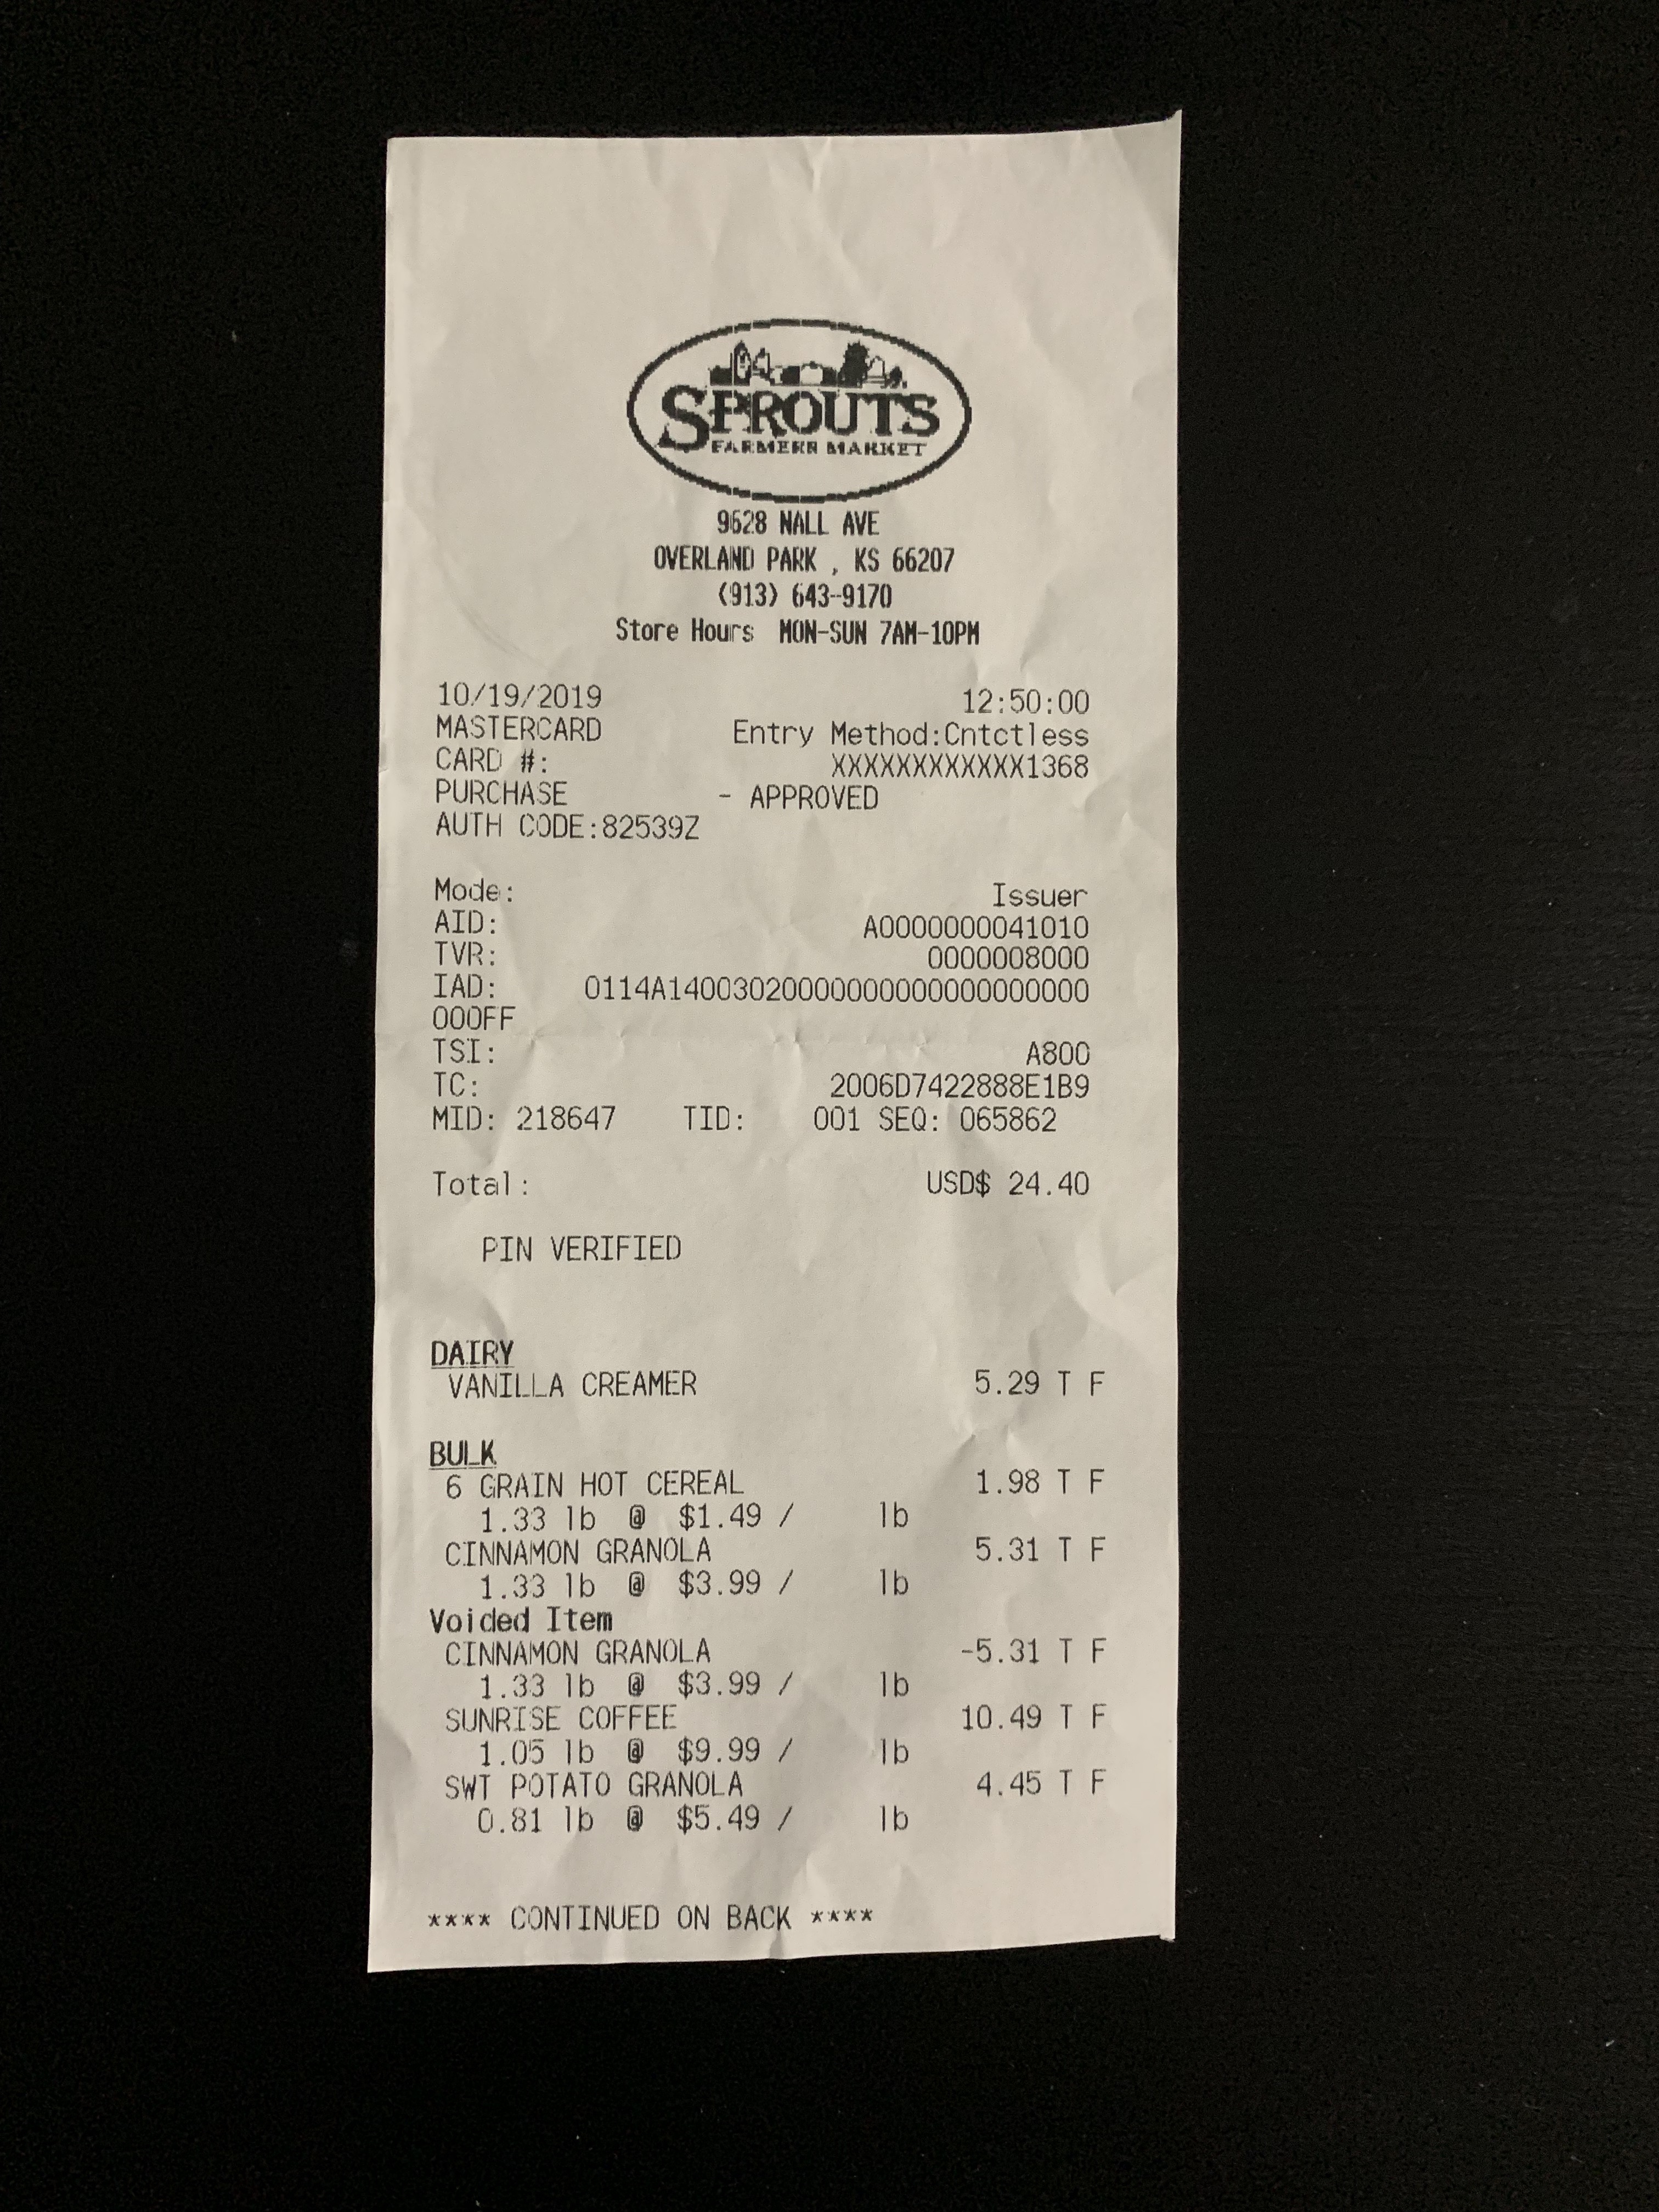 SPROUTS
FARMERS MARKET
9628 NALL AVE
OVERLAND PARK , KS 66207
(913) 643-9170
Store Hours MON-SUN 7AM-10PM
10/19/2019 12:50:00
MASTERCARD Entry Method:Cntctless
CARD #: XXXXXXXXXXXX1368
PURCHASE - APPROVED
AUTH CODE:82539Z
Mode: Issuer
AID: A0000000041010
TVR: 0000008000
IAD: 0114A1400302000000000000000000
000FF
TSI: A800
TC: 2006D7422888E1B9
MID: 218647 TID: 001 SEQ: 065862
Total: USD$ 24.40
PIN VERIFIED
DAIRY
VANILLA CREAMER 5.29 T F
BULK
6 GRAIN HOT CEREAL 1.98 T F
1.33 lb @ $1.49 / lb
CINNAMON GRANOLA 5.31 T F
1.33 lb @ $3.99 / lb
Voided Item
CINNAMON GRANOLA -5.31 T F
1.33 lb @ $3.99 / lb
SUNRISE COFFEE 10.49 T F
1.05 lb @ $9.99 / lb
SWT POTATO GRANOLA 4.45 T F
0.81 lb @ $5.49 / lb
**** CONTINUED ON BACK ****